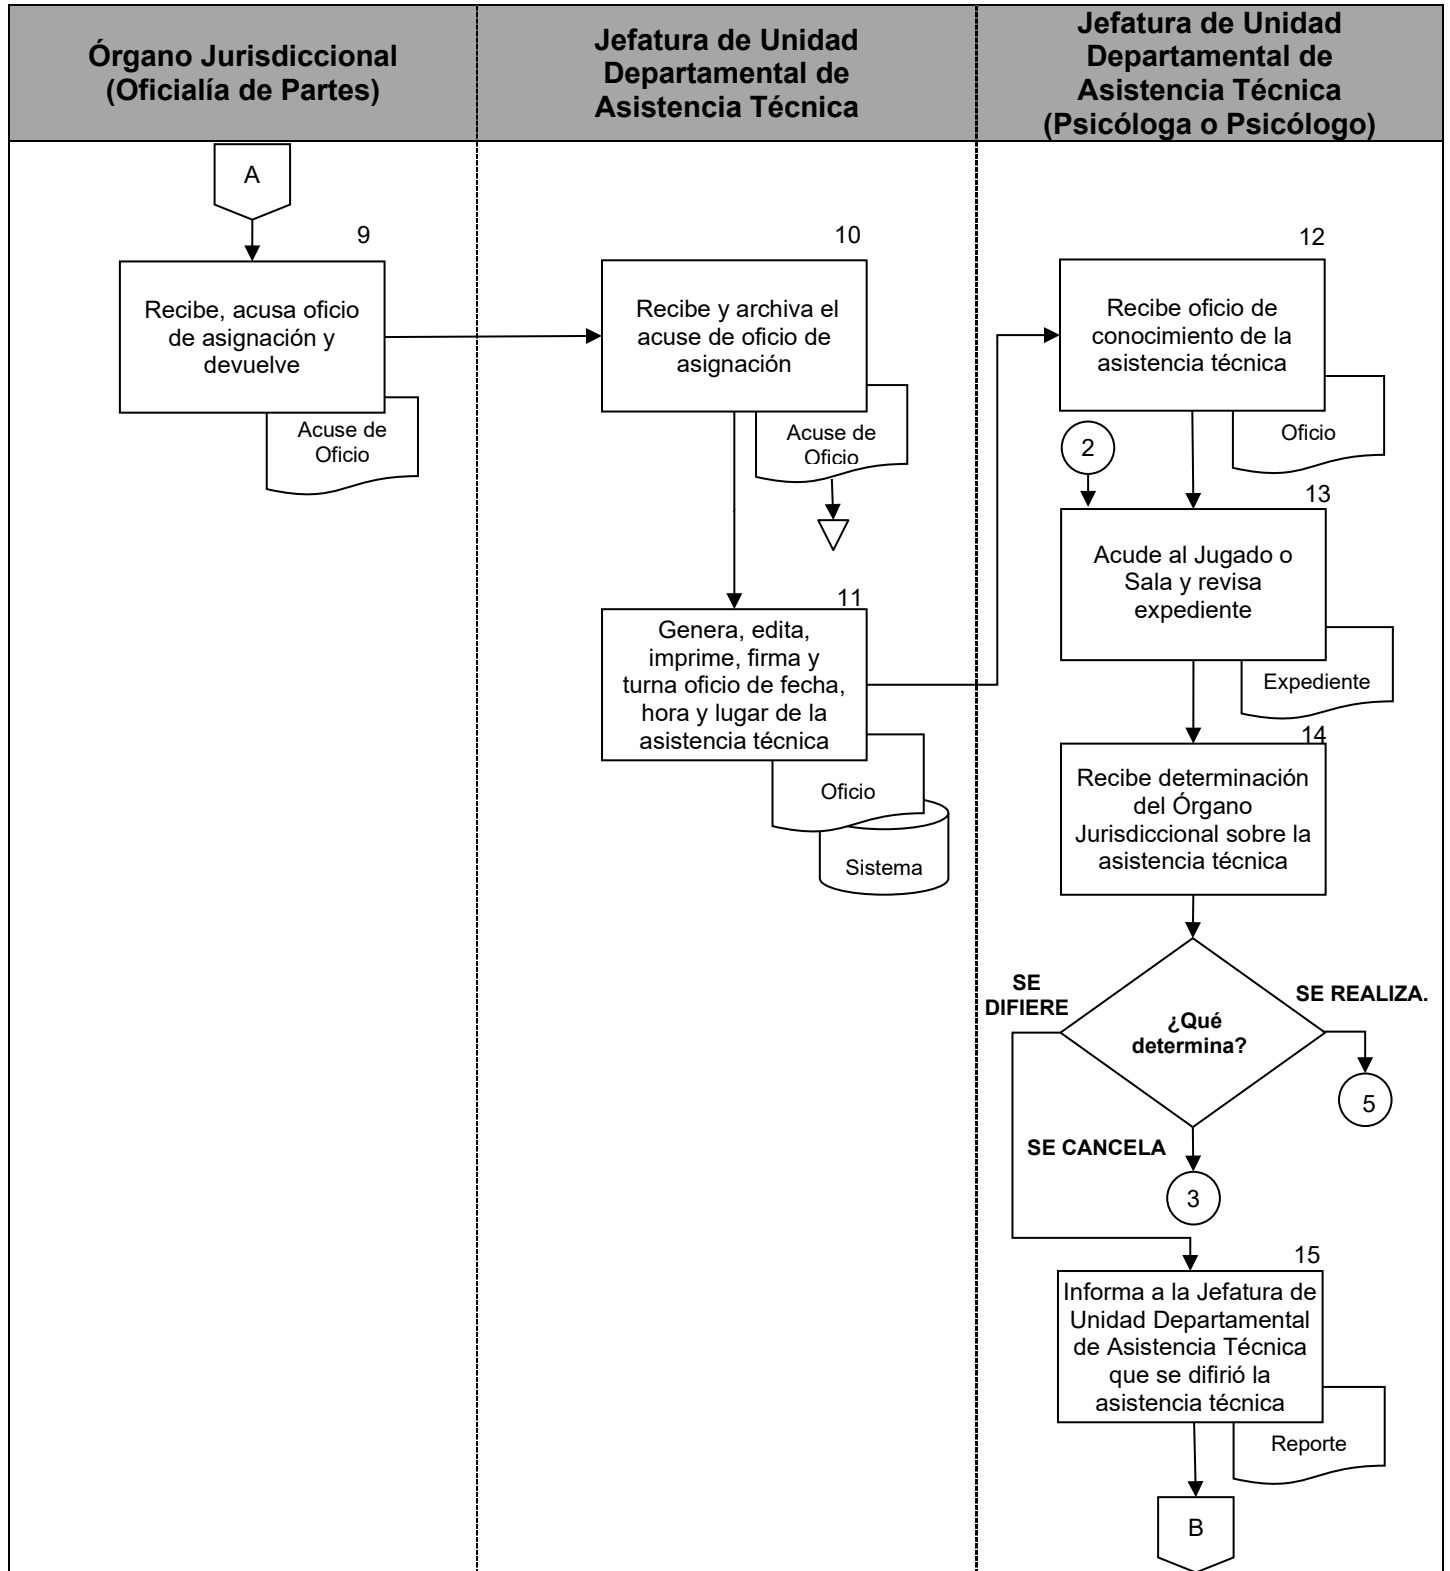 Órgano Jurisdiccional
(Oficialía de Partes)
Jefatura de Unidad
Departamental de
Asistencia Técnica
Jefatura de Unidad
Departamental de
Asistencia Técnica
(Psicóloga o Psicólogo)
A
9
Recibe, acusa oficio
de asignación y
devuelve
Acuse de
Oficio
10
Recibe y archiva el
acuse de oficio de
asignación
Acuse de
Oficio
11
Genera, edita,
imprime, firma y
turna oficio de fecha,
hora y lugar de la
asistencia técnica
Oficio
Sistema
12
Recibe oficio de
conocimiento de la
asistencia técnica
Oficio
2
13
Acude al Jugado o
Sala y revisa
expediente
Expediente
14
Recibe determinación
del Órgano
Jurisdiccional sobre la
asistencia técnica
SE
DIFIERE
¿Qué
determina?
SE REALIZA.
5
SE CANCELA
3
15
Informa a la Jefatura de
Unidad Departamental
de Asistencia Técnica
que se difirió la
asistencia técnica
Reporte
B